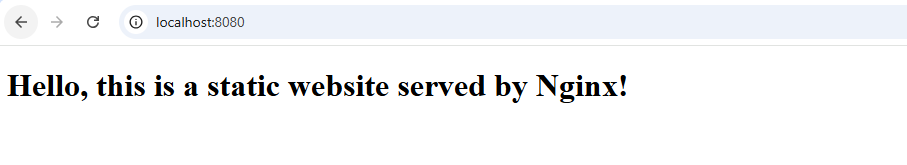 localhost:8080
Hello, this is a static website served by Nginx!